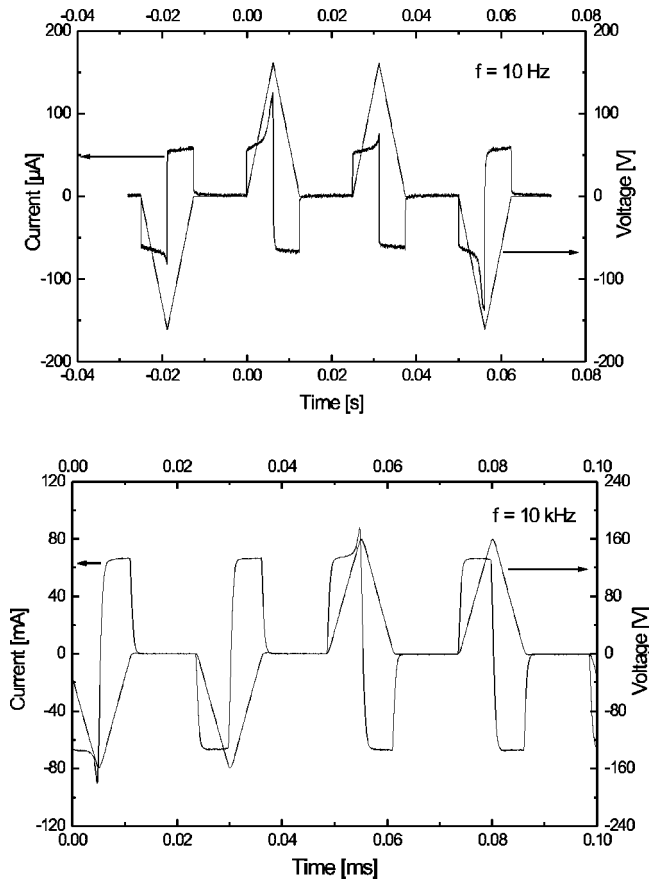 -0.04 -0.02 0.00 0.02 0.04 0.06 0.08
200 200
f = 10 Hz
100 100
0 0
-100 -100
-200 -200
Current [µA]
Voltage [V]
-0.04 -0.02 0.00 0.02 0.04 0.06 0.08
Time [s]
0.00 0.02 0.04 0.06 0.08 0.10
120 240
f = 10 kHz
80 160
40 80
0 0
-40 -80
-80 -160
-120 -240
Current [mA]
Voltage [V]
0.00 0.02 0.04 0.06 0.08 0.10
Time [ms]